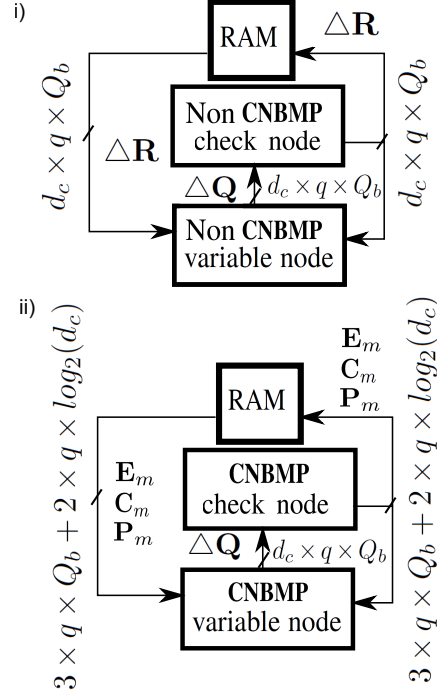 i)
RAM
△R
d_c × q × Q_b
△R
Non CNBMP
check node
d_c × q × Q_b
△Q
d_c × q × Q_b
Non CNBMP
variable node
ii)
3 × q × Q_b + 2 × q × log_2(d_c)
E_m
C_m
P_m
RAM
E_m
C_m
P_m
CNBMP
check node
3 × q × Q_b + 2 × q × log_2(d_c)
△Q
d_c × q × Q_b
CNBMP
variable node